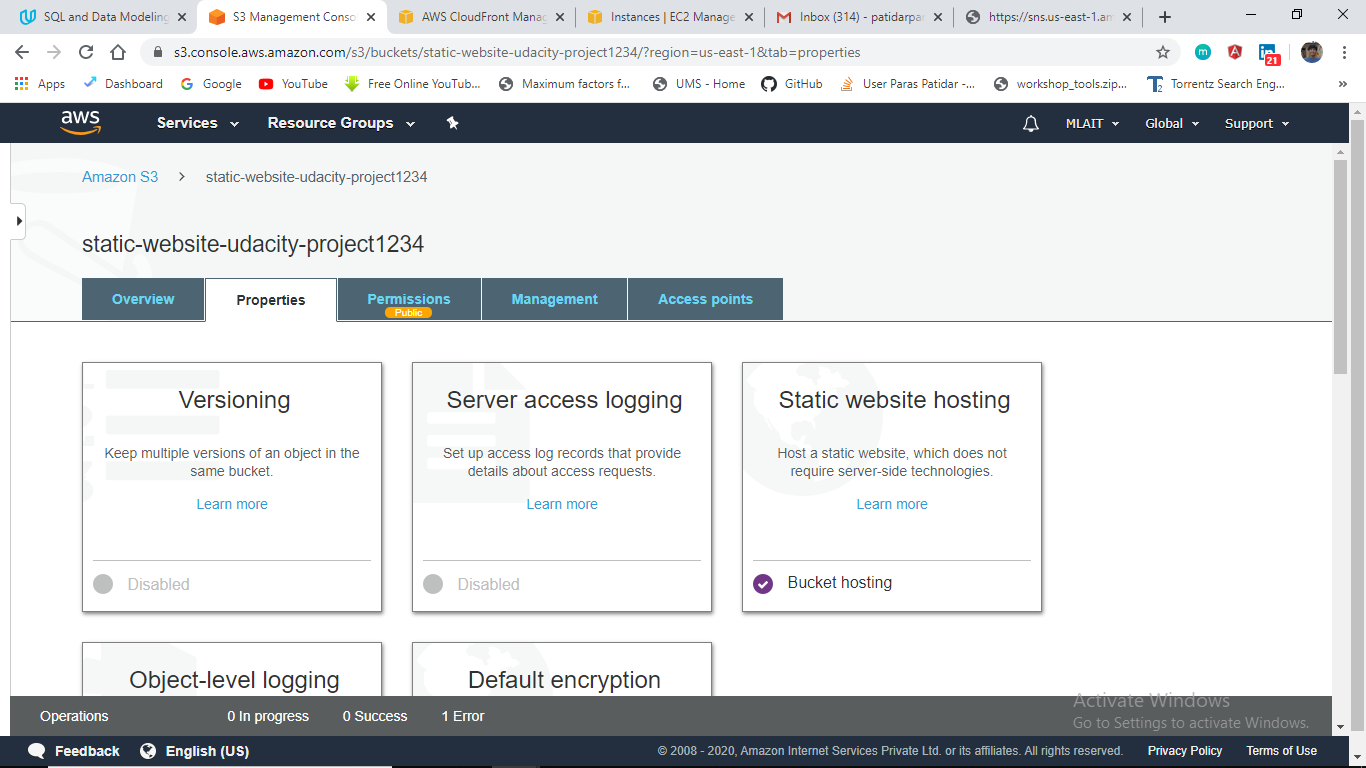 SQL and Data Modeling
S3 Management Conso
AWS CloudFront Manag
Instances | EC2 Manage
Inbox (314) - patidarpar
https://sns.us-east-1.am
s3.console.aws.amazon.com/s3/buckets/static-website-udacity-project1234/?region=us-east-1&tab=properties
m
A
in
21
Apps
Dashboard
Google
YouTube
Free Online YouTub...
Maximum factors f...
UMS - Home
GitHub
User Paras Patidar -...
workshop_tools.zip...
Torrentz Search Eng...
»
aws
Services
Resource Groups
MLAIT
Global
Support
Amazon S3
static-website-udacity-project1234
static-website-udacity-project1234
Overview
Properties
Permissions
Public
Management
Access points
Versioning
Keep multiple versions of an object in the
same bucket.
Learn more
Disabled
Server access logging
Set up access log records that provide
details about access requests.
Learn more
Disabled
Static website hosting
Host a static website, which does not
require server-side technologies.
Learn more
Bucket hosting
Object-level logging
Default encryption
Activate Windows
Go to Settings to activate Windows.
Operations
0 In progress
0 Success
1 Error
Feedback
English (US)
© 2008 - 2020, Amazon Internet Services Private Ltd. or its affiliates. All rights reserved.
Privacy Policy
Terms of Use